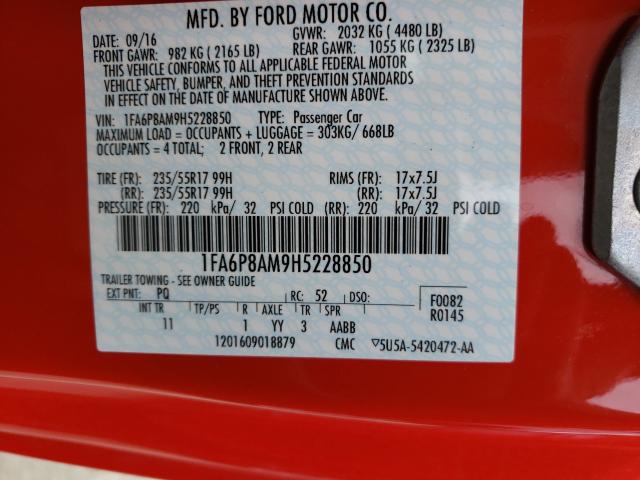 MFD. BY FORD MOTOR CO.
DATE: 09/16 GVWR: 2032 KG ( 4480 LB)
FRONT GAWR: 982 KG ( 2165 LB) REAR GAWR: 1055 KG ( 2325 LB)
THIS VEHICLE CONFORMS TO ALL APPLICABLE FEDERAL MOTOR
VEHICLE SAFETY, BUMPER, AND THEFT PREVENTION STANDARDS
IN EFFECT ON THE DATE OF MANUFACTURE SHOWN ABOVE.
VIN: 1FA6P8AM9H5228850 TYPE: Passenger Car
MAXIMUM LOAD = OCCUPANTS + LUGGAGE = 303KG/ 668LB
OCCUPANTS = 4 TOTAL; 2 FRONT, 2 REAR
TIRE (FR): 235/55R17 99H RIMS (FR): 17x7.5J
(RR): 235/55R17 99H (RR): 17x7.5J
PRESSURE (FR): 220 kPa/ 32 PSI COLD (RR): 220 kPa/ 32 PSI COLD
1FA6P8AM9H5228850
TRAILER TOWING - SEE OWNER GUIDE
EXT PNT: PQ RC: 52 DSO: F0082
INT TR TP/PS R AXLE TR SPR R0145
11 1 YY 3 AABB
1201609018879 CMC ▽5U5A-5420472-AA